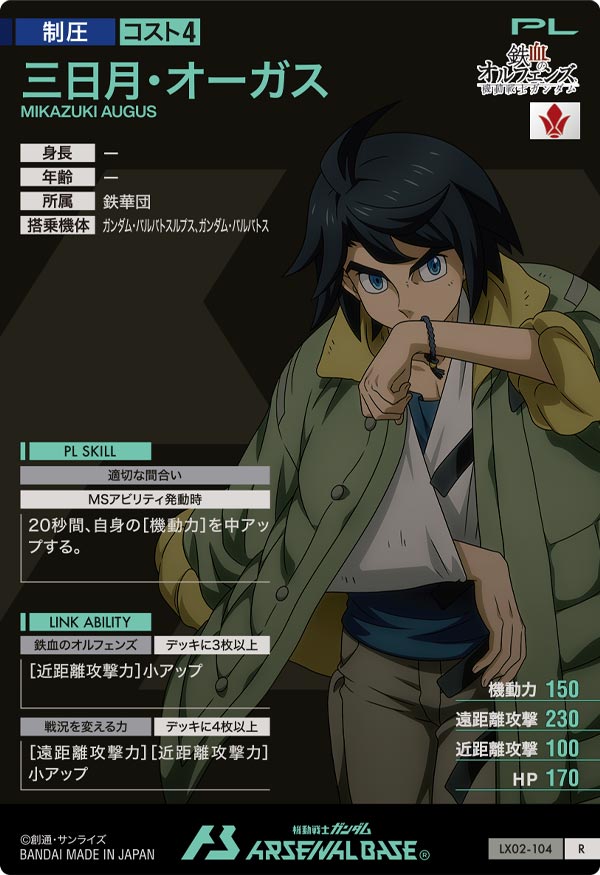 制圧 コスト4 PL
三日月・オーガス
MIKAZUKI AUGUS
鉄血の
オルフェンズ
機動戦士ガンダム
身長 ー
年齢 ー
所属 鉄華団
搭乗機体 ガンダム・バルバトスルプス、ガンダム・バルバトス
PL SKILL
適切な間合い
MSアビリティ発動時
20秒間、自身の[機動力]を中アッ
プする。
LINK ABILITY
鉄血のオルフェンズ デッキに3枚以上
[近距離攻撃力]小アップ
戦況を変える力 デッキに4枚以上
[遠距離攻撃力][近距離攻撃力]
小アップ
機動力 150
遠距離攻撃 230
近距離攻撃 100
HP 170
©創通・サンライズ
BANDAI MADE IN JAPAN
機動戦士ガンダム
ARSENAL BASE®
LX02-104 R